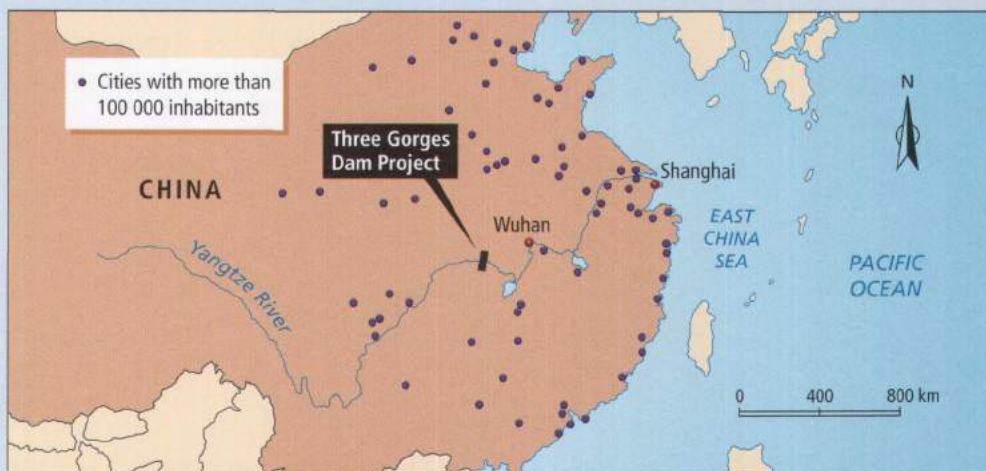 Cities with more than
100 000 inhabitants
Three Gorges
Dam Project
CHINA
Yangtze River
Wuhan
Shanghai
EAST
CHINA
SEA
PACIFIC
OCEAN
N
0 400 800 km